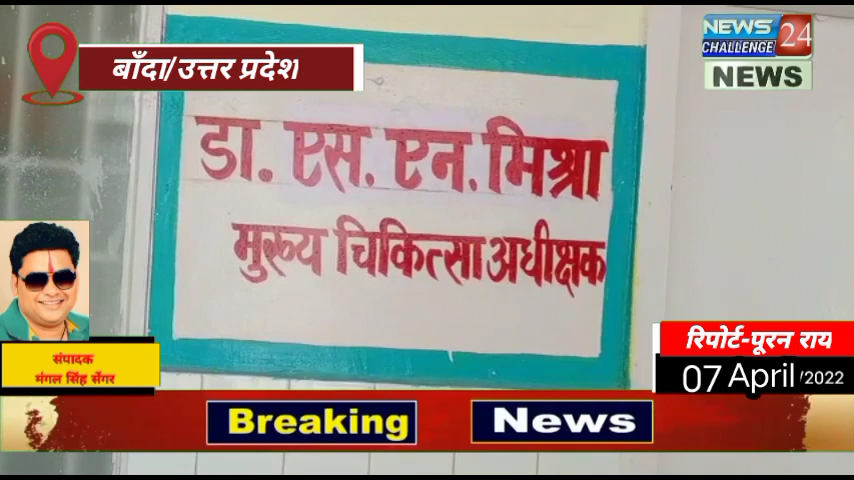 बाँदा/उत्तर प्रदेश
NEWS 24
CHALLENGE
NEWS
डा. एस. एन. मिश्रा
मुख्य चिकित्सा अधीक्षक
संपादक
मंगल सिंह सेंगर
रिपोर्ट-पूरन राय
07 April /2022
Breaking News